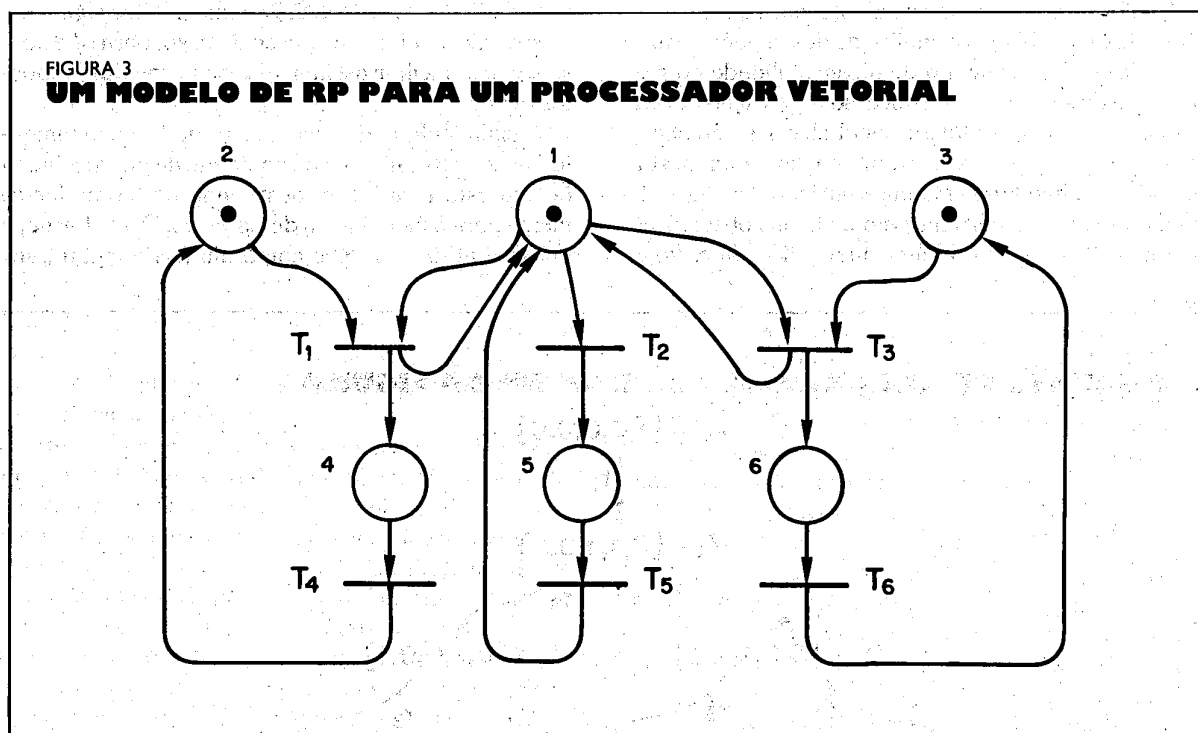 FIGURA 3
UM MODELO DE RP PARA UM PROCESSADOR VETORIAL
2 1 3
T1 T2 T3
4 5 6
T4 T5 T6